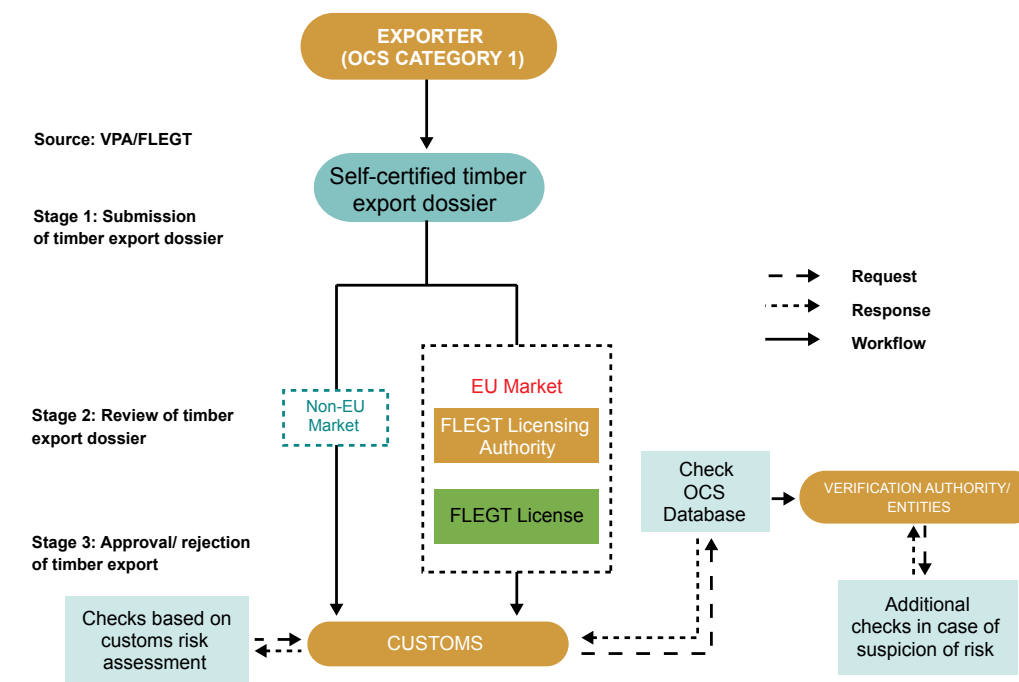 EXPORTER
(OCS CATEGORY 1)
Source: VPA/FLEGT
Self-certified timber
export dossier
Stage 1: Submission
of timber export dossier
Request
Response
Workflow
EU Market
Non-EU
Market
Stage 2: Review of timber
export dossier
FLEGT Licensing
Authority
Check
OCS
Database
VERIFICATION AUTHORITY/
ENTITIES
FLEGT License
Stage 3: Approval/ rejection
of timber export
Checks based on
customs risk
assessment
CUSTOMS
Additional
checks in case of
suspicion of risk